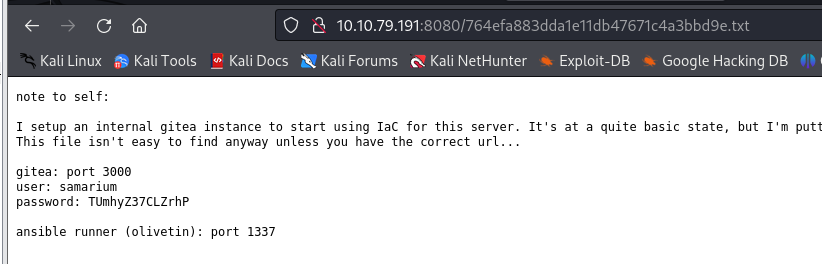 10.10.79.191:8080/764efa883dda1e11db47671c4a3bbd9e.txt
Kali Linux Kali Tools Kali Docs Kali Forums Kali NetHunter Exploit-DB Google Hacking DB
note to self:
I setup an internal gitea instance to start using IaC for this server. It's at a quite basic state, but I'm putt
This file isn't easy to find anyway unless you have the correct url...
gitea: port 3000
user: samarium
password: TUmhyZ37CLZrhP
ansible runner (olivetin): port 1337